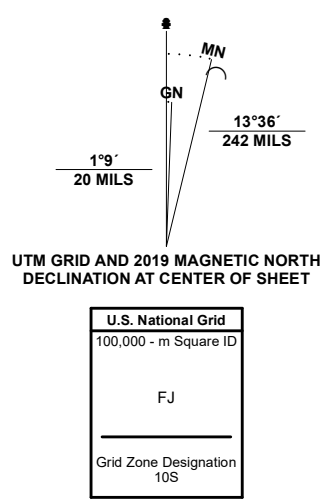 MN
GN
13°36´
242 MILS
1°9´
20 MILS
UTM GRID AND 2019 MAGNETIC NORTH
DECLINATION AT CENTER OF SHEET
U.S. National Grid
100,000 - m Square ID
FJ
Grid Zone Designation
10S